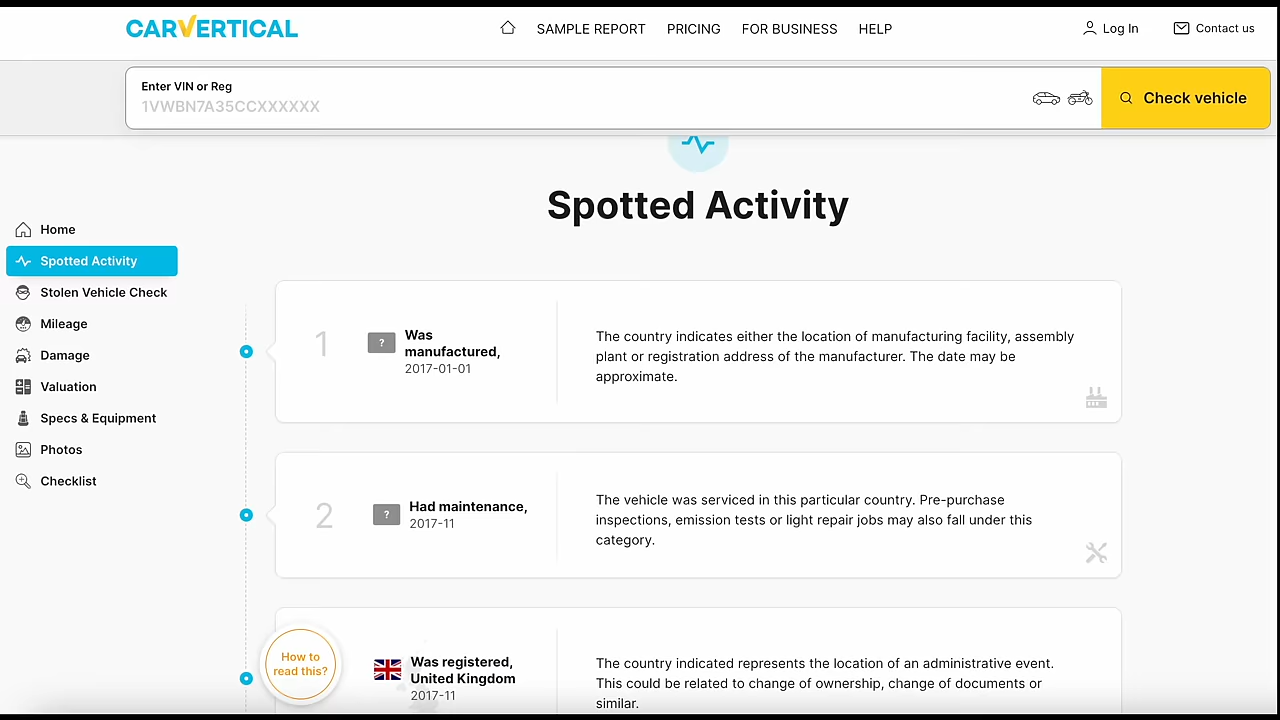 CARVERTICAL
SAMPLE REPORT
PRICING
FOR BUSINESS
HELP
Log In
Contact us
Enter VIN or Reg
1VWBN7A35CCXXXXXX
Check vehicle
Spotted Activity
Home
Spotted Activity
Stolen Vehicle Check
Mileage
Damage
Valuation
Specs & Equipment
Photos
Checklist
1
?
Was
manufactured,
2017-01-01
The country indicates either the location of manufacturing facility, assembly
plant or registration address of the manufacturer. The date may be
approximate.
2
?
Had maintenance,
2017-11
The vehicle was serviced in this particular country. Pre-purchase
inspections, emission tests or light repair jobs may also fall under this
category.
How to
read this?
Was registered,
United Kingdom
2017-11
The country indicated represents the location of an administrative event.
This could be related to change of ownership, change of documents or
similar.